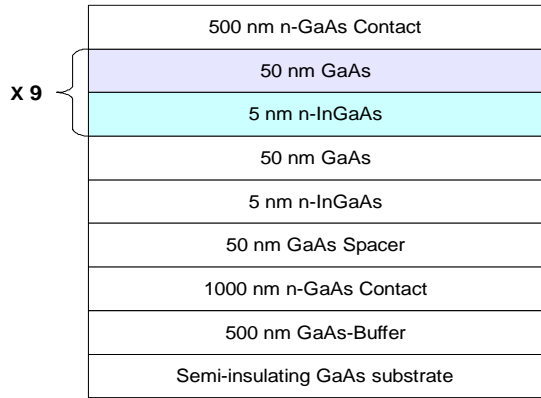 500 nm n-GaAs Contact
X 9
50 nm GaAs
5 nm n-InGaAs
50 nm GaAs
5 nm n-InGaAs
50 nm GaAs Spacer
1000 nm n-GaAs Contact
500 nm GaAs-Buffer
Semi-insulating GaAs substrate